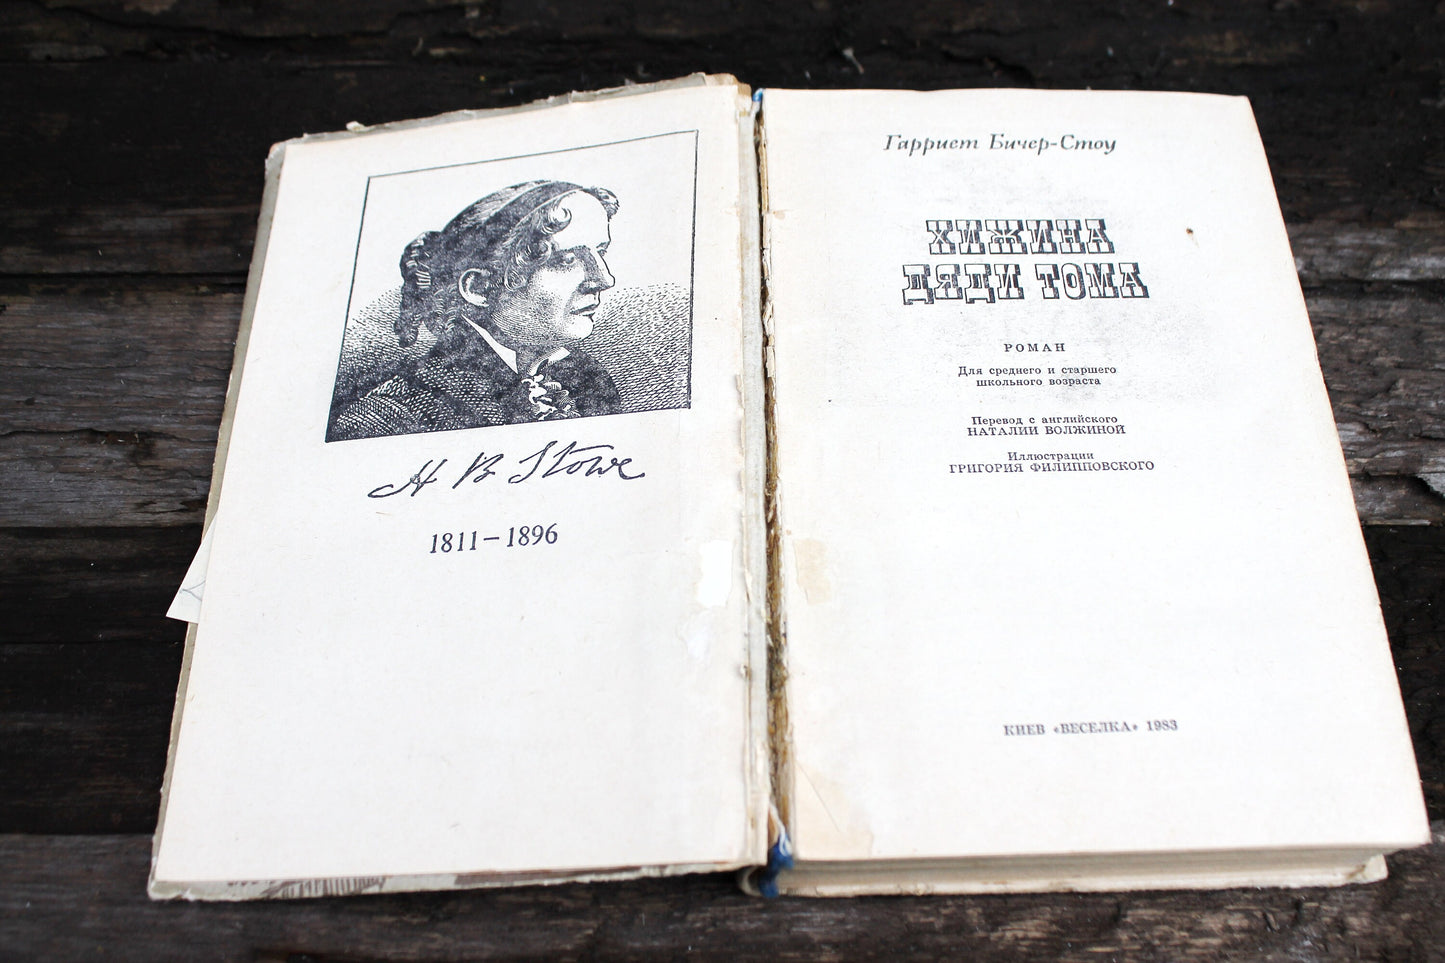 H B Stowe
1811–1896
Гарриет Бичер-Стоу
ХИЖИНА
ДЯДИ ТОМА
РОМАН
Для среднего и старшего
школьного возраста
Перевод с английского
НАТАЛИИ ВОЛЖИНОЙ
Иллюстрации
ГРИГОРИЯ ФИЛИППОВСКОГО
КИЕВ «ВЕСЕЛКА» 1983